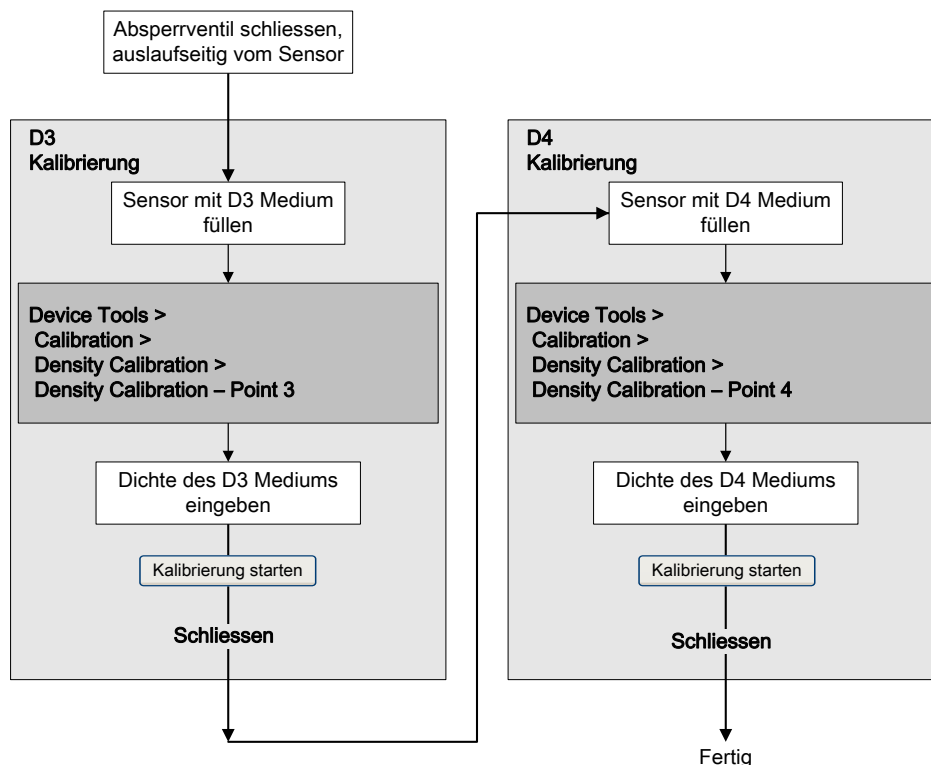 Absperrventil schliessen,
auslaufseitig vom Sensor
D3
Kalibrierung
Sensor mit D3 Medium
füllen
Device Tools >
Calibration >
Density Calibration >
Density Calibration – Point 3
Dichte des D3 Mediums
eingeben
Kalibrierung starten
Schliessen
D4
Kalibrierung
Sensor mit D4 Medium
füllen
Device Tools >
Calibration >
Density Calibration >
Density Calibration – Point 4
Dichte des D4 Mediums
eingeben
Kalibrierung starten
Schliessen
Fertig